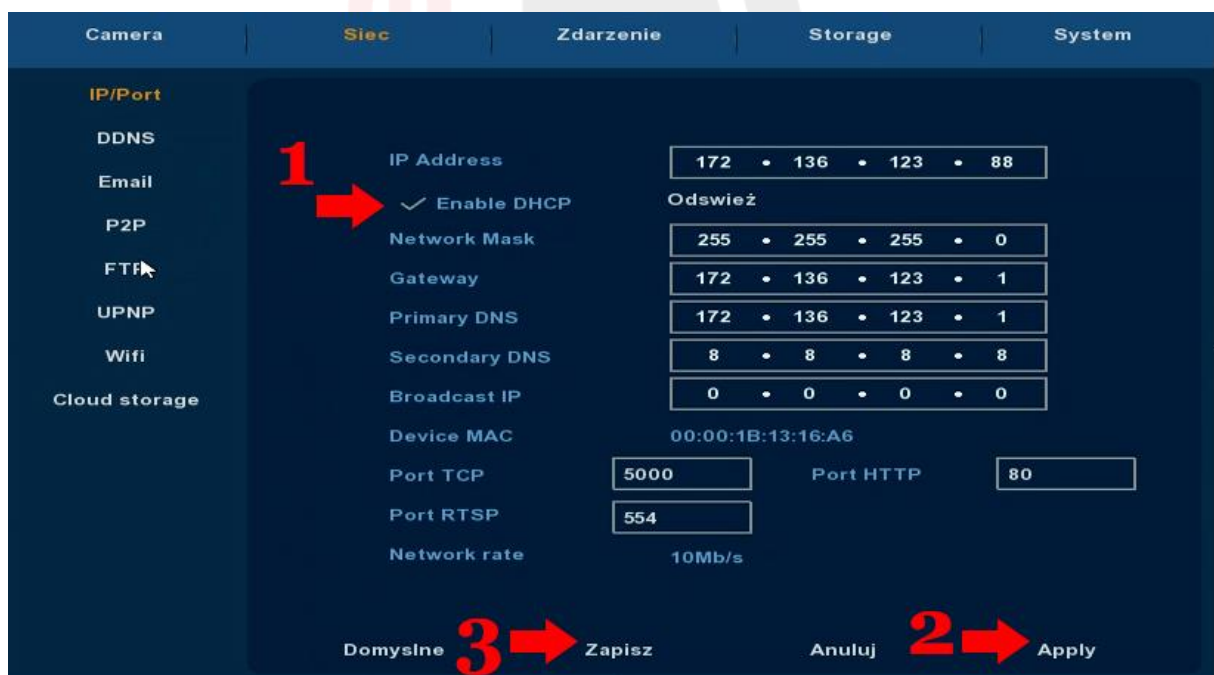 Camera Siec Zdarzenie Storage System
IP/Port
DDNS
Email
P2P
UPNP
Wifi
Cloud storage
1
IP Address 172 • 136 • 123 • 88
Enable DHCP Odswież
Network Mask 255 • 255 • 255 • 0
Gateway 172 • 136 • 123 • 1
Primary DNS 172 • 136 • 123 • 1
Secondary DNS 8 • 8 • 8 • 8
Broadcast IP 0 • 0 • 0 • 0
Device MAC 00:00:1B:13:16:A6
Port TCP 5000 Port HTTP 80
Port RTSP 554
Network rate 10Mb/s
Domyslne 3 Zapisz Anuluj 2 Apply